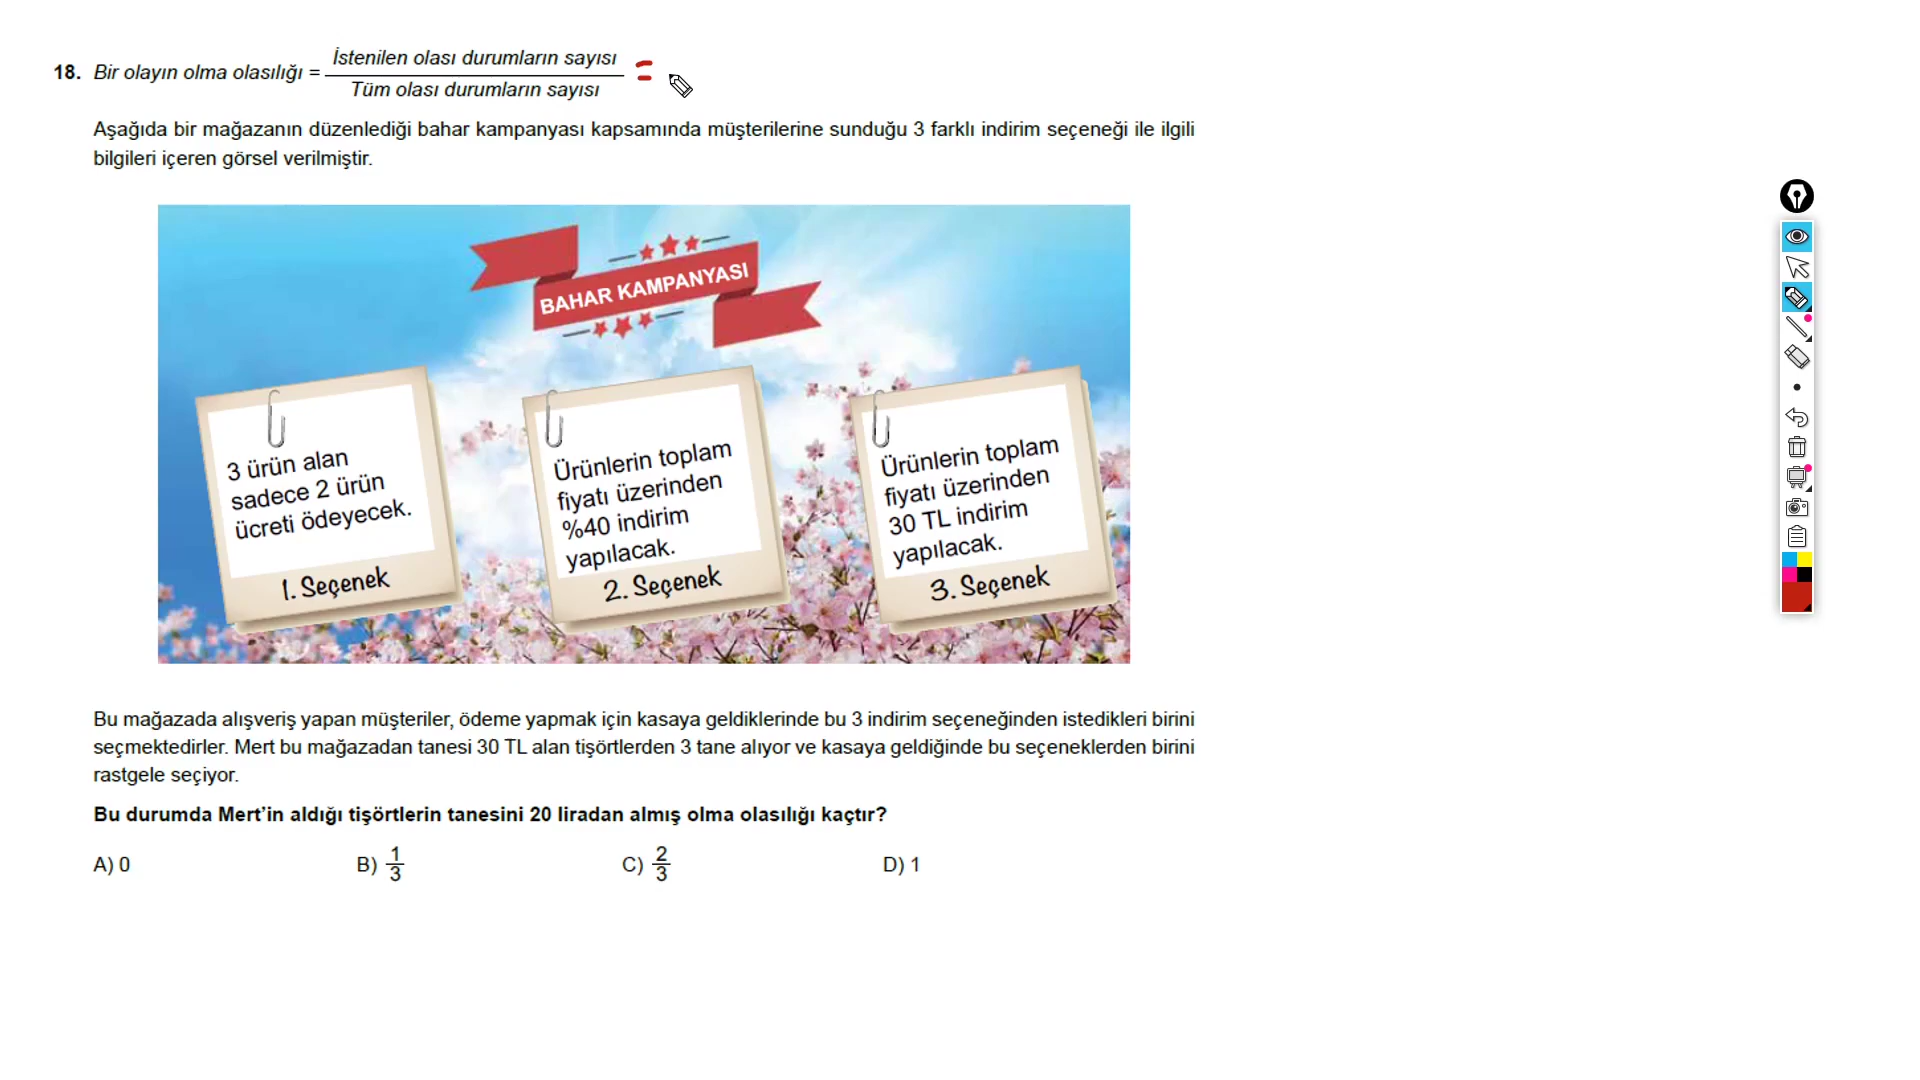 18. Bir olayın olma olasılığı = İstenilen olası durumların sayısı =
Tüm olası durumların sayısı
Aşağıda bir mağazanın düzenlediği bahar kampanyası kapsamında müşterilerine sunduğu 3 farklı indirim seçeneği ile ilgili
bilgileri içeren görsel verilmiştir.
BAHAR KAMPANYASI
3 ürün alan
sadece 2 ürün
ücreti ödeyecek.
1. Seçenek
Ürünlerin toplam
fiyatı üzerinden
%40 indirim
yapılacak.
2. Seçenek
Ürünlerin toplam
fiyatı üzerinden
30 TL indirim
yapılacak.
3. Seçenek
Bu mağazada alışveriş yapan müşteriler, ödeme yapmak için kasaya geldiklerinde bu 3 indirim seçeneğinden istedikleri birini
seçmektedirler. Mert bu mağazadan tanesi 30 TL alan tişörtlerden 3 tane alıyor ve kasaya geldiğinde bu seçeneklerden birini
rastgele seçiyor.
Bu durumda Mert'in aldığı tişörtlerin tanesini 20 liradan almış olma olasılığı kaçtır?
A) 0 B) 1/3 C) 2/3 D) 1